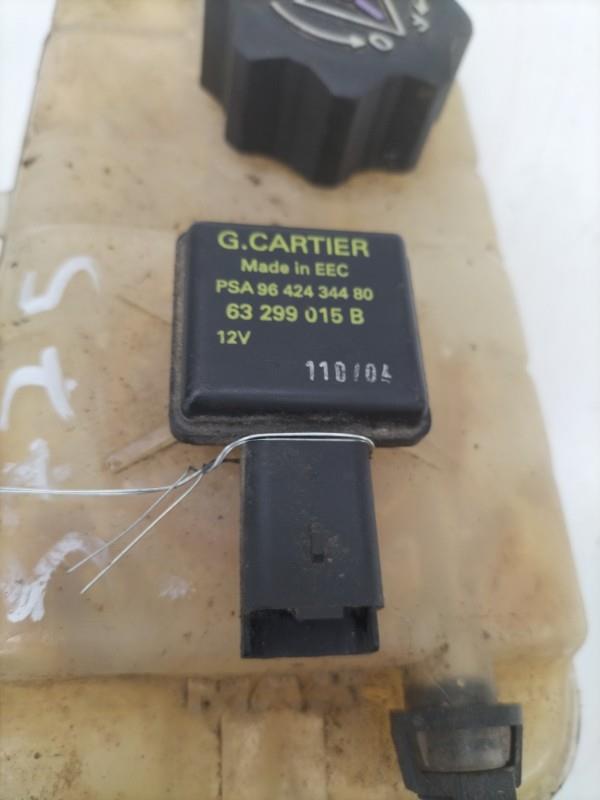 G.CARTIER
Made in EEC
PSA 96 424 344 80
63 299 015 B
12V
110/04